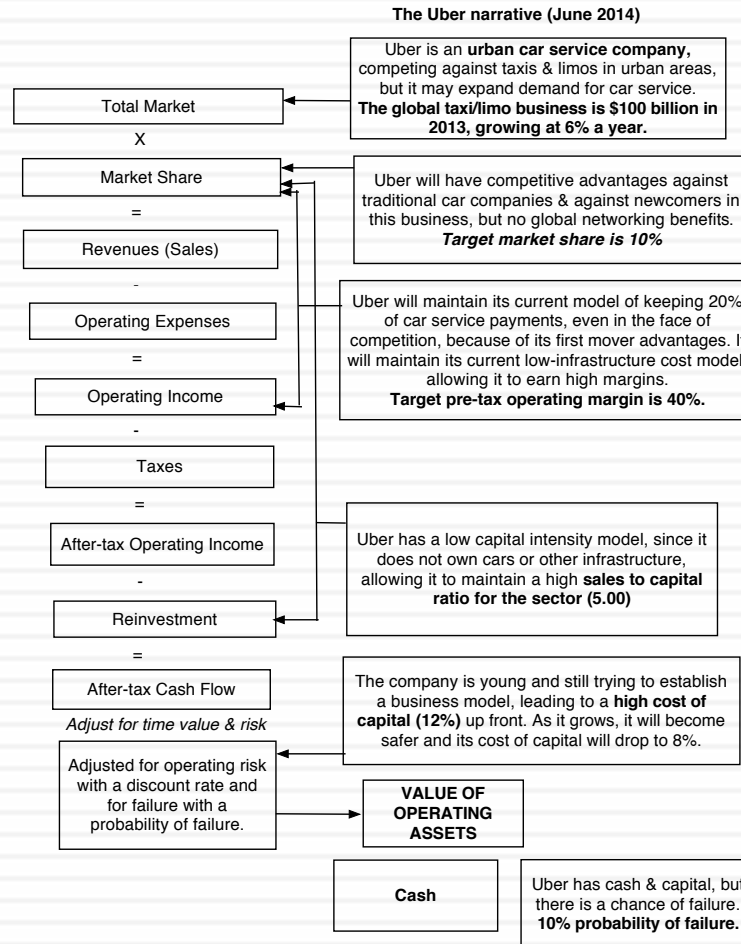 The Uber narrative (June 2014)
Uber is an urban car service company,
competing against taxis & limos in urban areas,
but it may expand demand for car service.
The global taxi/limo business is $100 billion in
2013, growing at 6% a year.
Total Market
X
Market Share
Uber will have competitive advantages against
traditional car companies & against newcomers in
this business, but no global networking benefits.
Target market share is 10%
=
Revenues (Sales)
-
Operating Expenses
Uber will maintain its current model of keeping 20%
of car service payments, even in the face of
competition, because of its first mover advantages. I
will maintain its current low-infrastructure cost model
allowing it to earn high margins.
Target pre-tax operating margin is 40%.
=
Operating Income
-
Taxes
=
After-tax Operating Income
Uber has a low capital intensity model, since it
does not own cars or other infrastructure,
allowing it to maintain a high sales to capital
ratio for the sector (5.00)
-
Reinvestment
=
After-tax Cash Flow
The company is young and still trying to establish
a business model, leading to a high cost of
capital (12%) up front. As it grows, it will become
safer and its cost of capital will drop to 8%.
Adjust for time value & risk
Adjusted for operating risk
with a discount rate and
for failure with a
probability of failure.
VALUE OF
OPERATING
ASSETS
Cash
Uber has cash & capital, but
there is a chance of failure.
10% probability of failure.